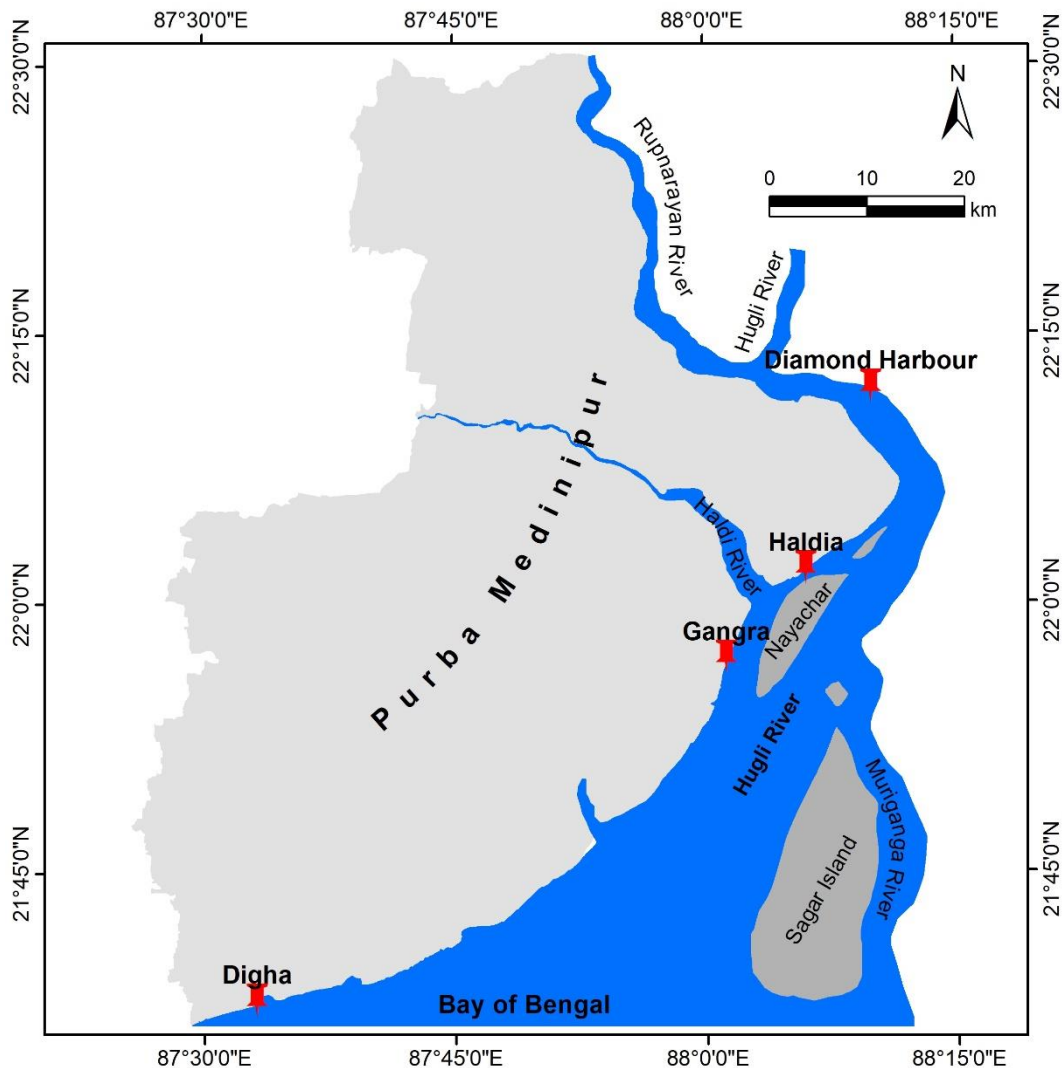 87°30'0"E 87°45'0"E 88°0'0"E 88°15'0"E
22°30'0"N
22°15'0"N
22°0'0"N
21°45'0"N
N
0 10 20
km
Rupnarayan River
Hugli River
Diamond Harbour
Purba Medinipur
Haldi River
Haldia
Nayachar
Gangra
Hugli River
Muriganga River
Sagar Island
Digha
Bay of Bengal
22°30'0"N
22°15'0"N
22°0'0"N
21°45'0"N
87°30'0"E 87°45'0"E 88°0'0"E 88°15'0"E